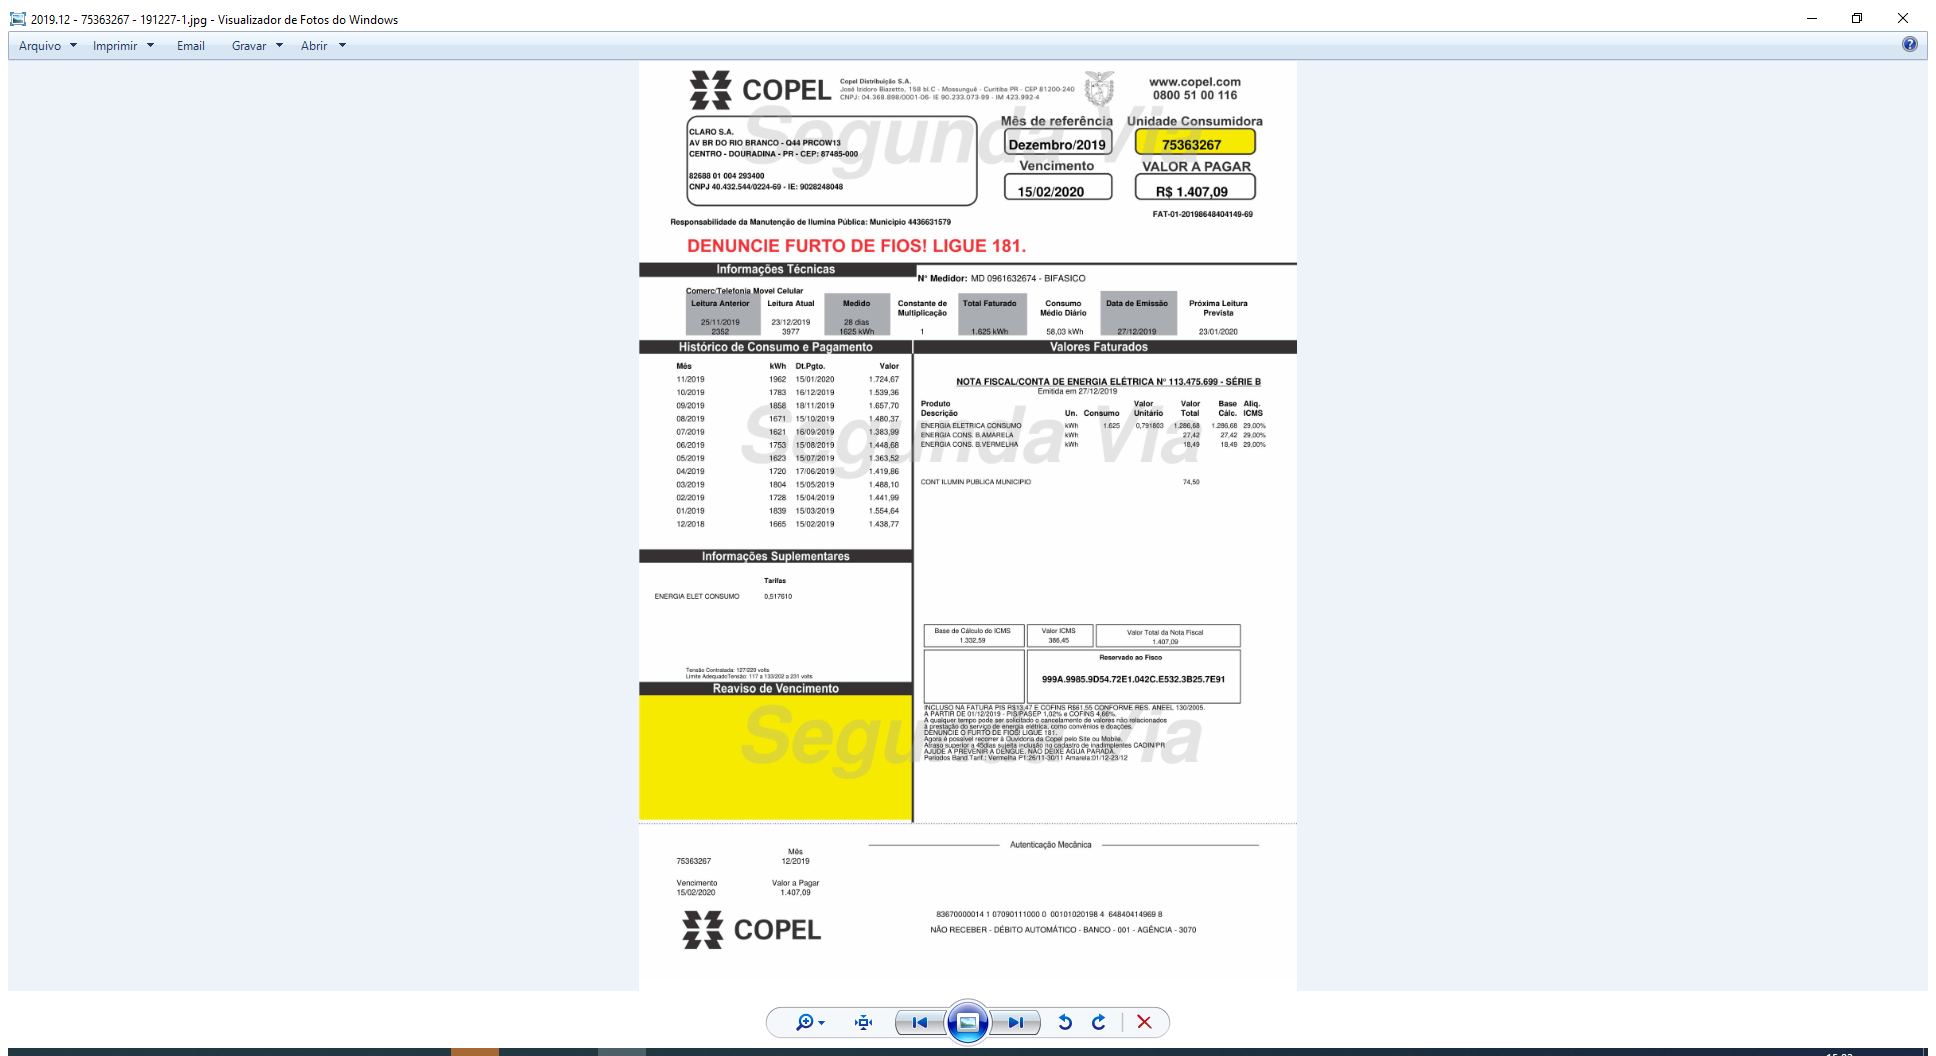 2019.12 - 75363267 - 191227-1.jpg - Visualizador de Fotos do Windows
Arquivo Imprimir Email Gravar Abrir
COPEL
Copel Distribuição S.A.
José Izidoro Biazetto, 158 bl.C - Mossunguê - Curitiba PR - CEP 81200-240
CNPJ: 04.368.898/0001-06- IE 90.233.073-99 - IM 423.992-4
www.copel.com
0800 51 00 116
Segunda Via
CLARO S.A.
AV BR DO RIO BRANCO - Q44 PRCOW13
CENTRO - DOURADINA - PR - CEP: 87485-000
82688 01 004 293400
CNPJ 40.432.544/0224-69 - IE: 9028248048
Mês de referência Unidade Consumidora
Dezembro/2019 75363267
Vencimento VALOR A PAGAR
15/02/2020 R$ 1.407,09
FAT-01-20198648404149-69
Responsabilidade da Manutenção de Ilumina Pública: Municipio 4436631579
DENUNCIE FURTO DE FIOS! LIGUE 181.
Informações Técnicas
N° Medidor: MD 0961632674 - BIFASICO
Comerc/Telefonia Movel Celular
Leitura Anterior Leitura Atual Medido Constante de Multiplicação Total Faturado Consumo Médio Diário Data de Emissão Próxima Leitura Prevista
25/11/2019 23/12/2019 28 dias
2352 3977 1625 kWh 1 1.625 kWh 58,03 kWh 27/12/2019 23/01/2020
Histórico de Consumo e Pagamento
Mês kWh Dt.Pgto. Valor
11/2019 1962 15/01/2020 1.724,67
10/2019 1783 16/12/2019 1.539,36
09/2019 1858 18/11/2019 1.657,70
08/2019 1671 15/10/2019 1.480,37
07/2019 1621 16/09/2019 1.383,99
06/2019 1753 15/08/2019 1.448,68
05/2019 1623 15/07/2019 1.363,52
04/2019 1720 17/06/2019 1.419,86
03/2019 1804 15/05/2019 1.488,10
02/2019 1728 15/04/2019 1.441,99
01/2019 1839 15/03/2019 1.554,64
12/2018 1665 15/02/2019 1.438,77
Valores Faturados
NOTA FISCAL/CONTA DE ENERGIA ELÉTRICA N° 113.475.699 - SÉRIE B
Emitida em 27/12/2019
Produto Valor Valor Base Aliq.
Descrição Un. Consumo Unitário Total Cálc. ICMS
ENERGIA ELETRICA CONSUMO kWh 1.625 0,791803 1.286,68 1.286,68 29,00%
ENERGIA CONS. B.AMARELA kWh 27,42 27,42 29,00%
ENERGIA CONS. B.VERMELHA kWh 18,49 18,49 29,00%
Segunda Via
CONT ILUMIN PUBLICA MUNICIPIO 74,50
Informações Suplementares
Tarifas
ENERGIA ELET CONSUMO 0,517610
Tensão Contratada: 127/220 volts
Limite AdequadoTensão: 117 a 133/202 a 231 volts
Base de Cálculo do ICMS Valor ICMS Valor Total da Nota Fiscal
1.332,59 386,45 1.407,09
Reservado ao Fisco
999A.9985.9D54.72E1.042C.E532.3B25.7E91
Reaviso de Vencimento
Segunda Via
INCLUSO NA FATURA PIS R$13,47 E COFINS R$61,55 CONFORME RES. ANEEL 130/2005.
A PARTIR DE 01/12/2019 - PIS/PASEP 1,02% e COFINS 4,66%.
A qualquer tempo pode ser solicitado o cancelamento de valores não relacionados
à prestação do serviço de energia elétrica, como convênios e doações.
DENUNCIE O FURTO DE FIOS! LIGUE 181.
Agora é possível recorrer à Ouvidoria da Copel pelo Site ou Mobile.
Atraso superior a 45dias sujeita inclusão no cadastro de inadimplentes CADIN/PR
AJUDE A PREVENIR A DENGUE. NÃO DEIXE ÁGUA PARADA.
Períodos Band.Tarif.: Vermelha P1:26/11-30/11 Amarela:01/12-23/12
Autenticação Mecânica
Mês
75363267 12/2019
Vencimento Valor a Pagar
15/02/2020 1.407,09
COPEL
83670000014 1 07090111000 0 00101020198 4 64840414969 8
NÃO RECEBER - DÉBITO AUTOMÁTICO - BANCO - 001 - AGÊNCIA - 3070